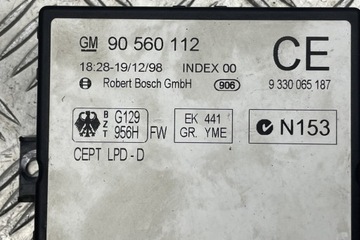 GM 90 560 112 CE
18:28-19/12/98 INDEX 00
Robert Bosch GmbH 906 9 330 065 187
BZT G129 956H FW
EK 441
GR. YME
N153
CEPT LPD - D